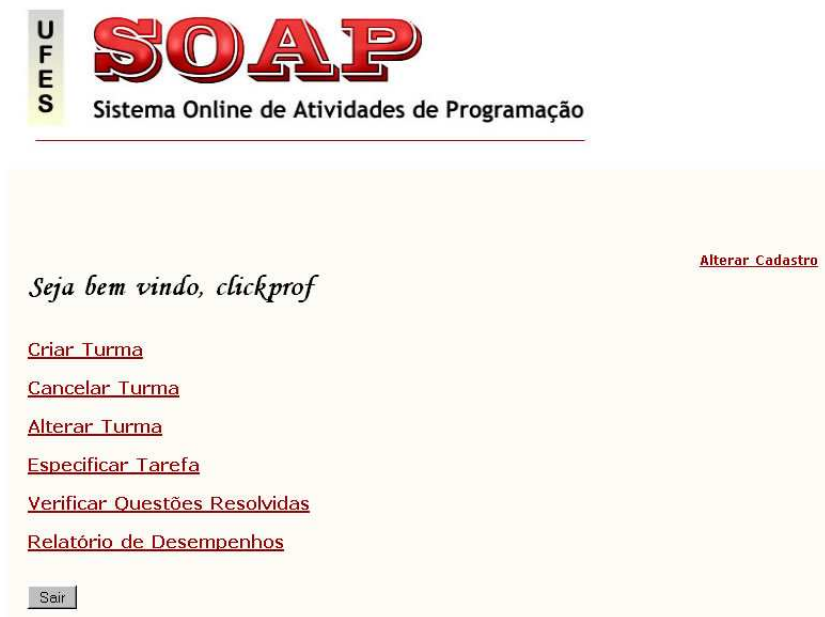 UFES
SOAP
Sistema Online de Atividades de Programação
Alterar Cadastro
Seja bem vindo, clickprof
Criar Turma
Cancelar Turma
Alterar Turma
Especificar Tarefa
Verificar Questões Resolvidas
Relatório de Desempenhos
Sair